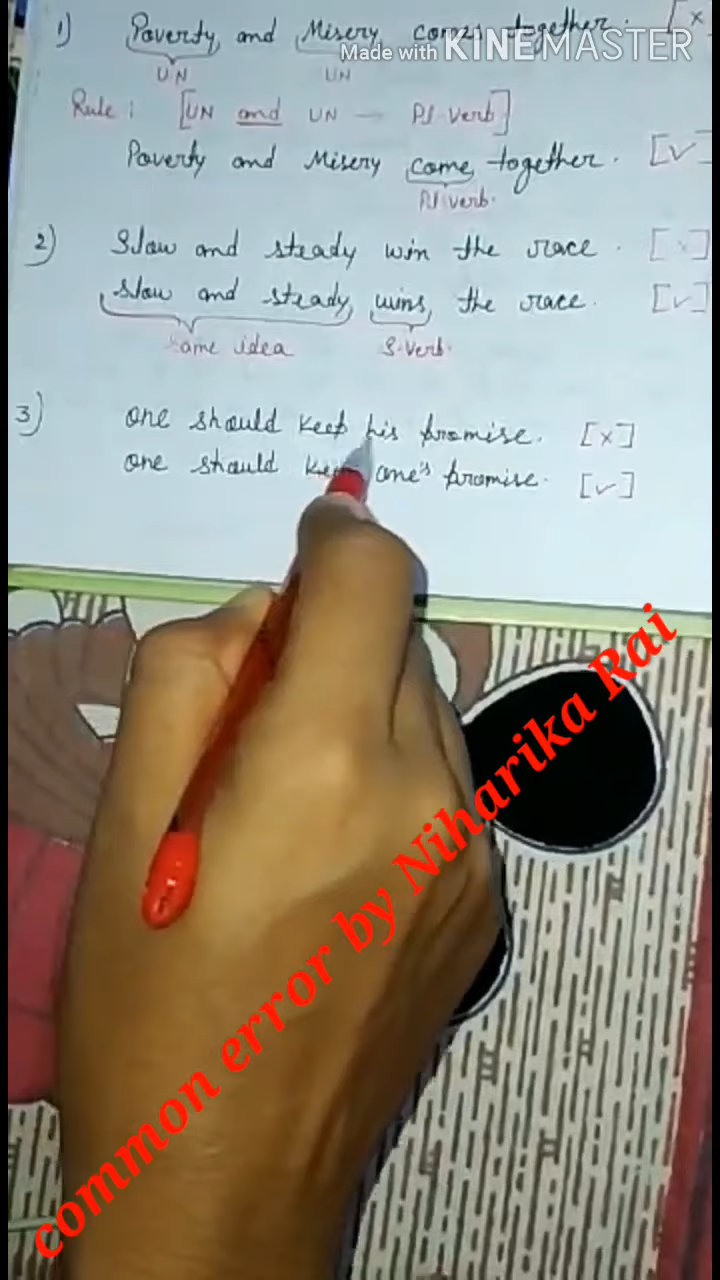 1) Poverty and Misery comes together. [x
Made with KINEMASTER
UN UN
Rule: [UN and UN → Pl. Verb]
Poverty and Misery come together. [✓]
Pl. verb.
2) Slow and steady win the race. [x]
Slow and steady wins the race. [✓]
Same idea S. Verb.
3) One should keep his promise. [x]
One should keep one's promise. [✓]
common error by Niharika Rai